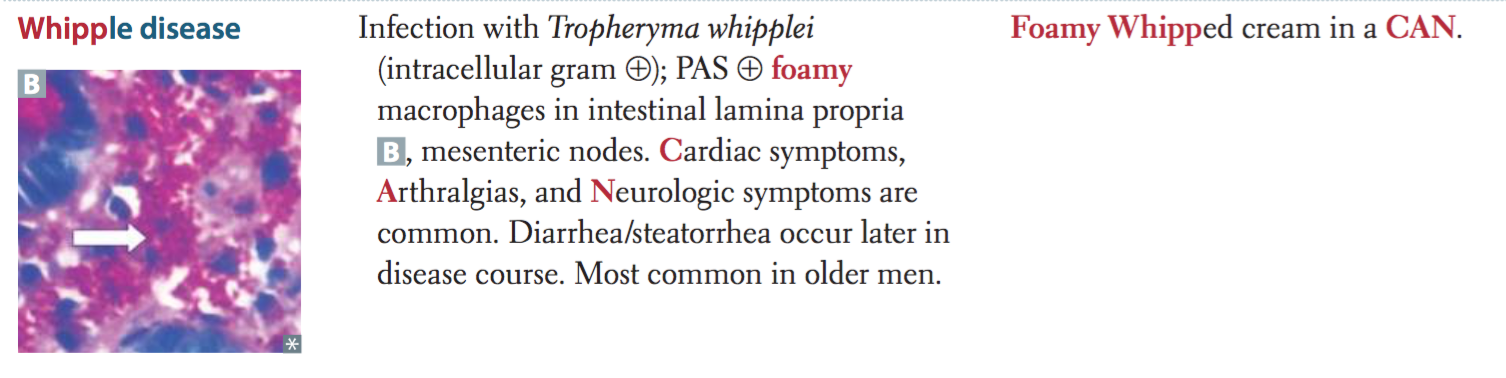 Whipple disease
B
*
Infection with Tropheryma whipplei
(intracellular gram ⊕); PAS ⊕ foamy
macrophages in intestinal lamina propria
B, mesenteric nodes. Cardiac symptoms,
Arthralgias, and Neurologic symptoms are
common. Diarrhea/steatorrhea occur later in
disease course. Most common in older men.
Foamy Whipped cream in a CAN.